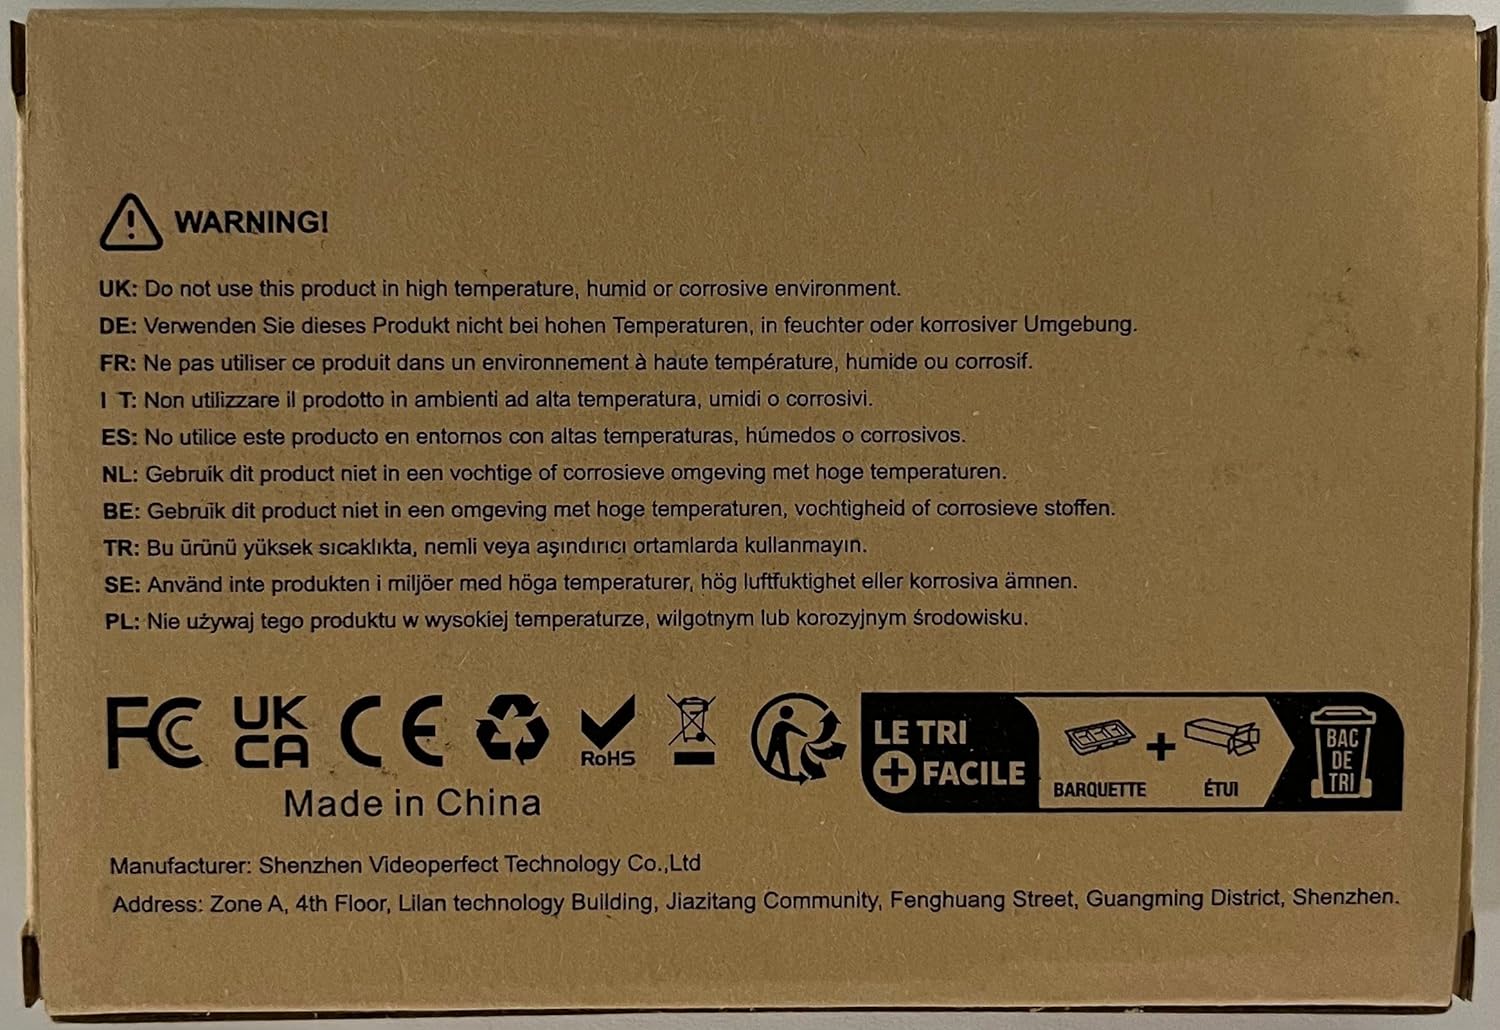 WARNING!
UK: Do not use this product in high temperature, humid or corrosive environment.
DE: Verwenden Sie dieses Produkt nicht bei hohen Temperaturen, in feuchter oder korrosiver Umgebung.
FR: Ne pas utiliser ce produit dans un environnement à haute température, humide ou corrosif.
I T: Non utilizzare il prodotto in ambienti ad alta temperatura, umidi o corrosivi.
ES: No utilice este producto en entornos con altas temperaturas, húmedos o corrosivos.
NL: Gebruik dit product niet in een vochtige of corrosieve omgeving met hoge temperaturen.
BE: Gebruik dit product niet in een omgeving met hoge temperaturen, vochtigheid of corrosieve stoffen.
TR: Bu ürünü yüksek sıcaklıkta, nemli veya aşındırıcı ortamlarda kullanmayın.
SE: Använd inte produkten i miljöer med höga temperaturer, hög luftfuktighet eller korrosiva ämnen.
PL: Nie używaj tego produktu w wysokiej temperaturze, wilgotnym lub korozyjnym środowisku.
FC UK CA CE RoHS
LE TRI
+ FACILE
BARQUETTE + ÉTUI
BAC
DE
TRI
Made in China
Manufacturer: Shenzhen Videoperfect Technology Co.,Ltd
Address: Zone A, 4th Floor, Lilan technology Building, Jiazitang Community, Fenghuang Street, Guangming District, Shenzhen.